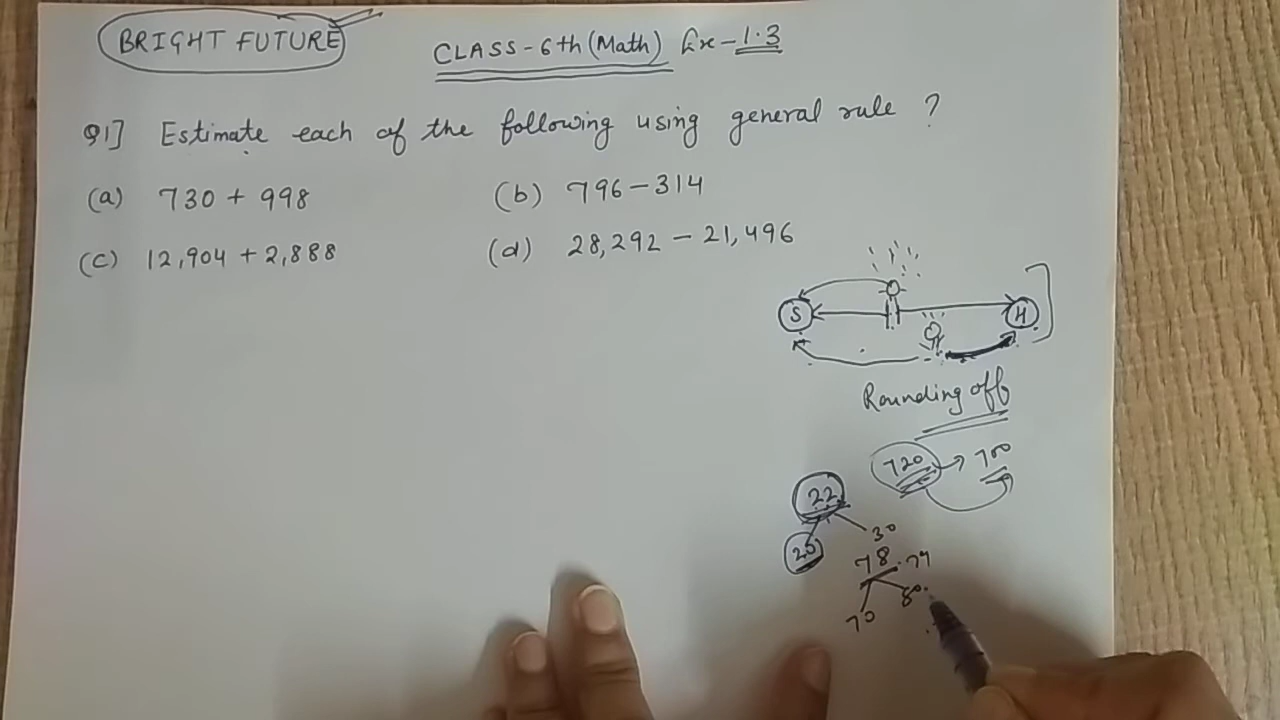 BRIGHT FUTURE
CLASS-6th (Math) Ex-1.3
Q1] Estimate each of the following using general rule ?
(a) 730 + 998
(b) 796 - 314
(c) 12,904 + 2,888
(d) 28,292 - 21,496
S H
Rounding off
720 → 700
22
20 30
78
70 80